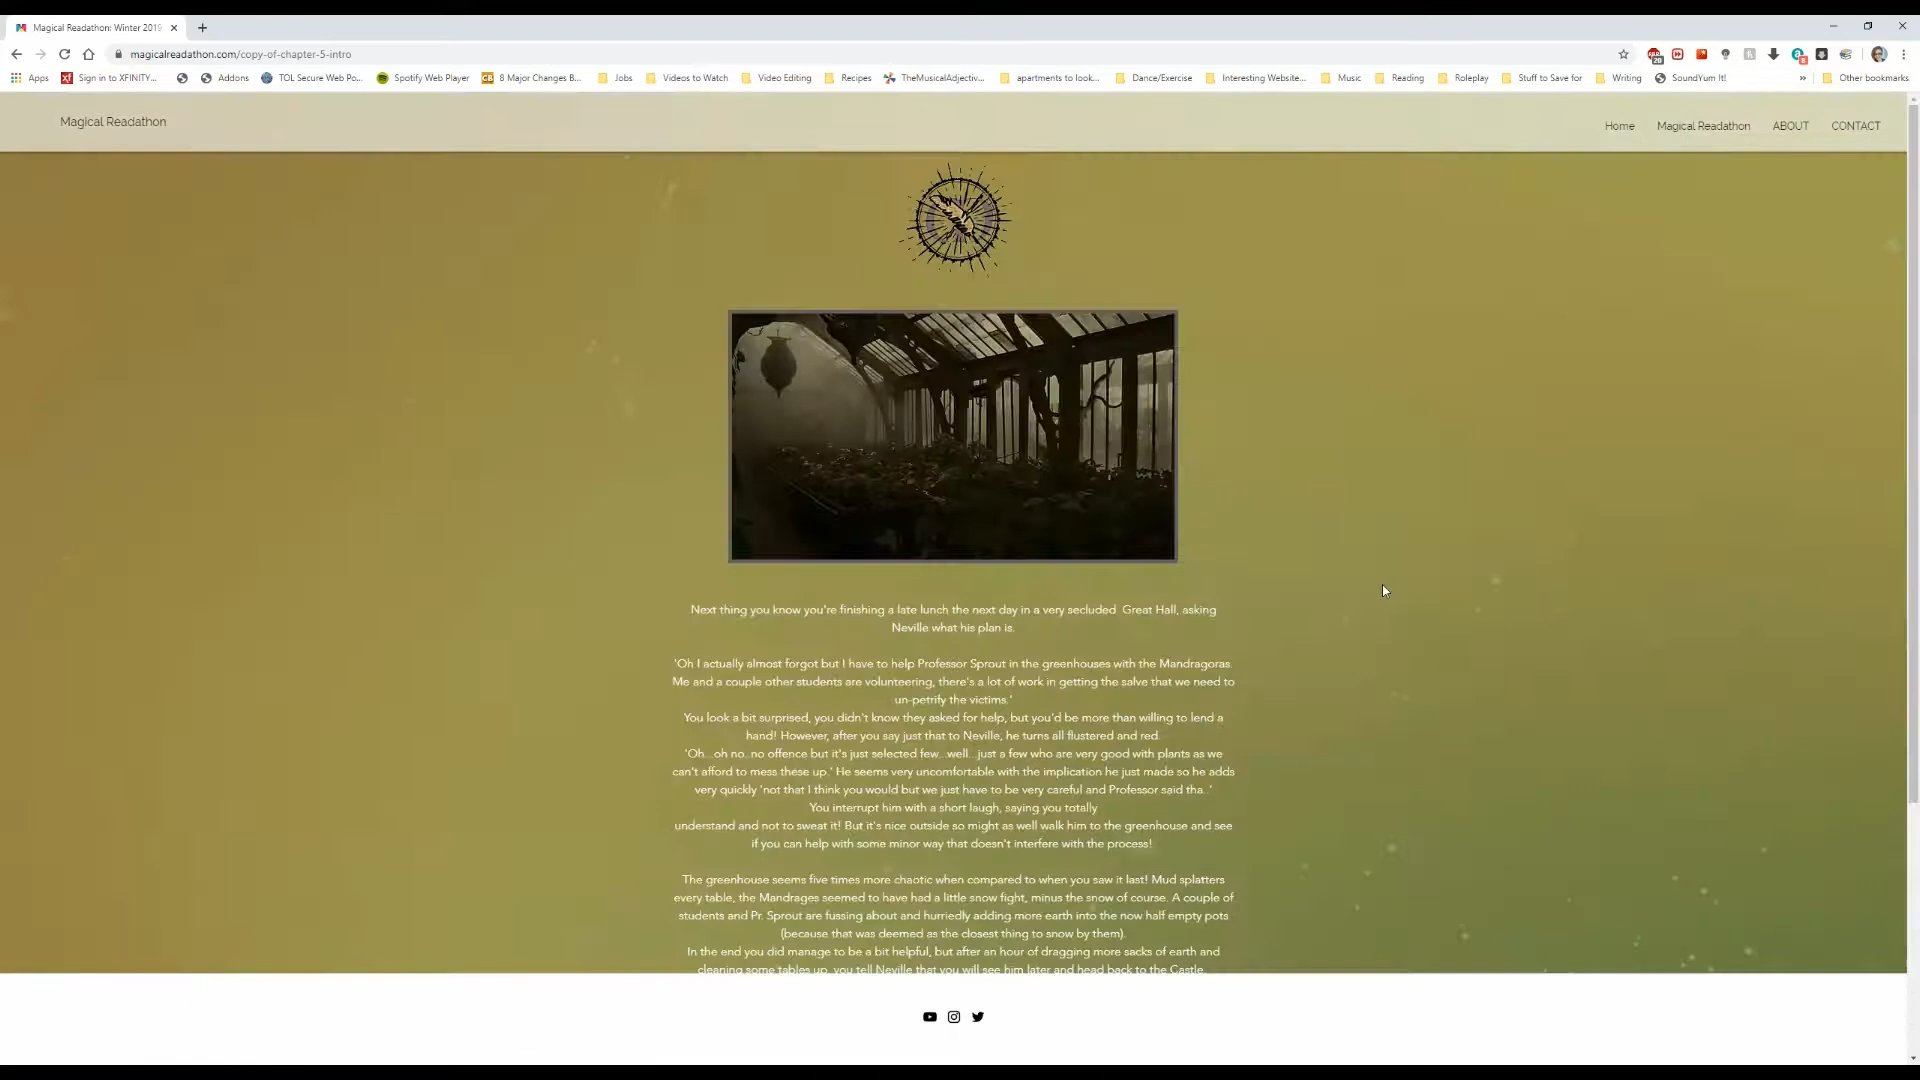 Magical Readathon: Winter 2019
magicalreadathon.com/copy-of-chapter-5-intro
Apps Sign in to XFINITY... Addons TOL Secure Web Po... Spotify Web Player 8 Major Changes B... Jobs Videos to Watch Video Editing Recipes TheMusicalAdjectiv... apartments to look... Dance/Exercise Interesting Website... Music Reading Roleplay Stuff to Save for Writing SoundYum It! » Other bookmarks
Magical Readathon
Home Magical Readathon ABOUT CONTACT
Next thing you know you're finishing a late lunch the next day in a very secluded Great Hall, asking
Neville what his plan is.
'Oh I actually almost forgot but I have to help Professor Sprout in the greenhouses with the Mandragoras.
Me and a couple other students are volunteering, there's a lot of work in getting the salve that we need to
un-petrify the victims.'
You look a bit surprised, you didn't know they asked for help, but you'd be more than willing to lend a
hand! However, after you say just that to Neville, he turns all flustered and red.
'Oh...oh no..no offence but it's just selected few...well...just a few who are very good with plants as we
can't afford to mess these up.' He seems very uncomfortable with the implication he just made so he adds
very quickly 'not that I think you would but we just have to be very careful and Professor said tha..'
You interrupt him with a short laugh, saying you totally
understand and not to sweat it! But it's nice outside so might as well walk him to the greenhouse and see
if you can help with some minor way that doesn't interfere with the process!
The greenhouse seems five times more chaotic when compared to when you saw it last! Mud splatters
every table, the Mandrages seemed to have had a little snow fight, minus the snow of course. A couple of
students and Pr. Sprout are fussing about and hurriedly adding more earth into the now half empty pots
(because that was deemed as the closest thing to snow by them).
In the end you did manage to be a bit helpful, but after an hour of dragging more sacks of earth and
cleaning some tables up, you tell Neville that you will see him later and head back to the Castle.